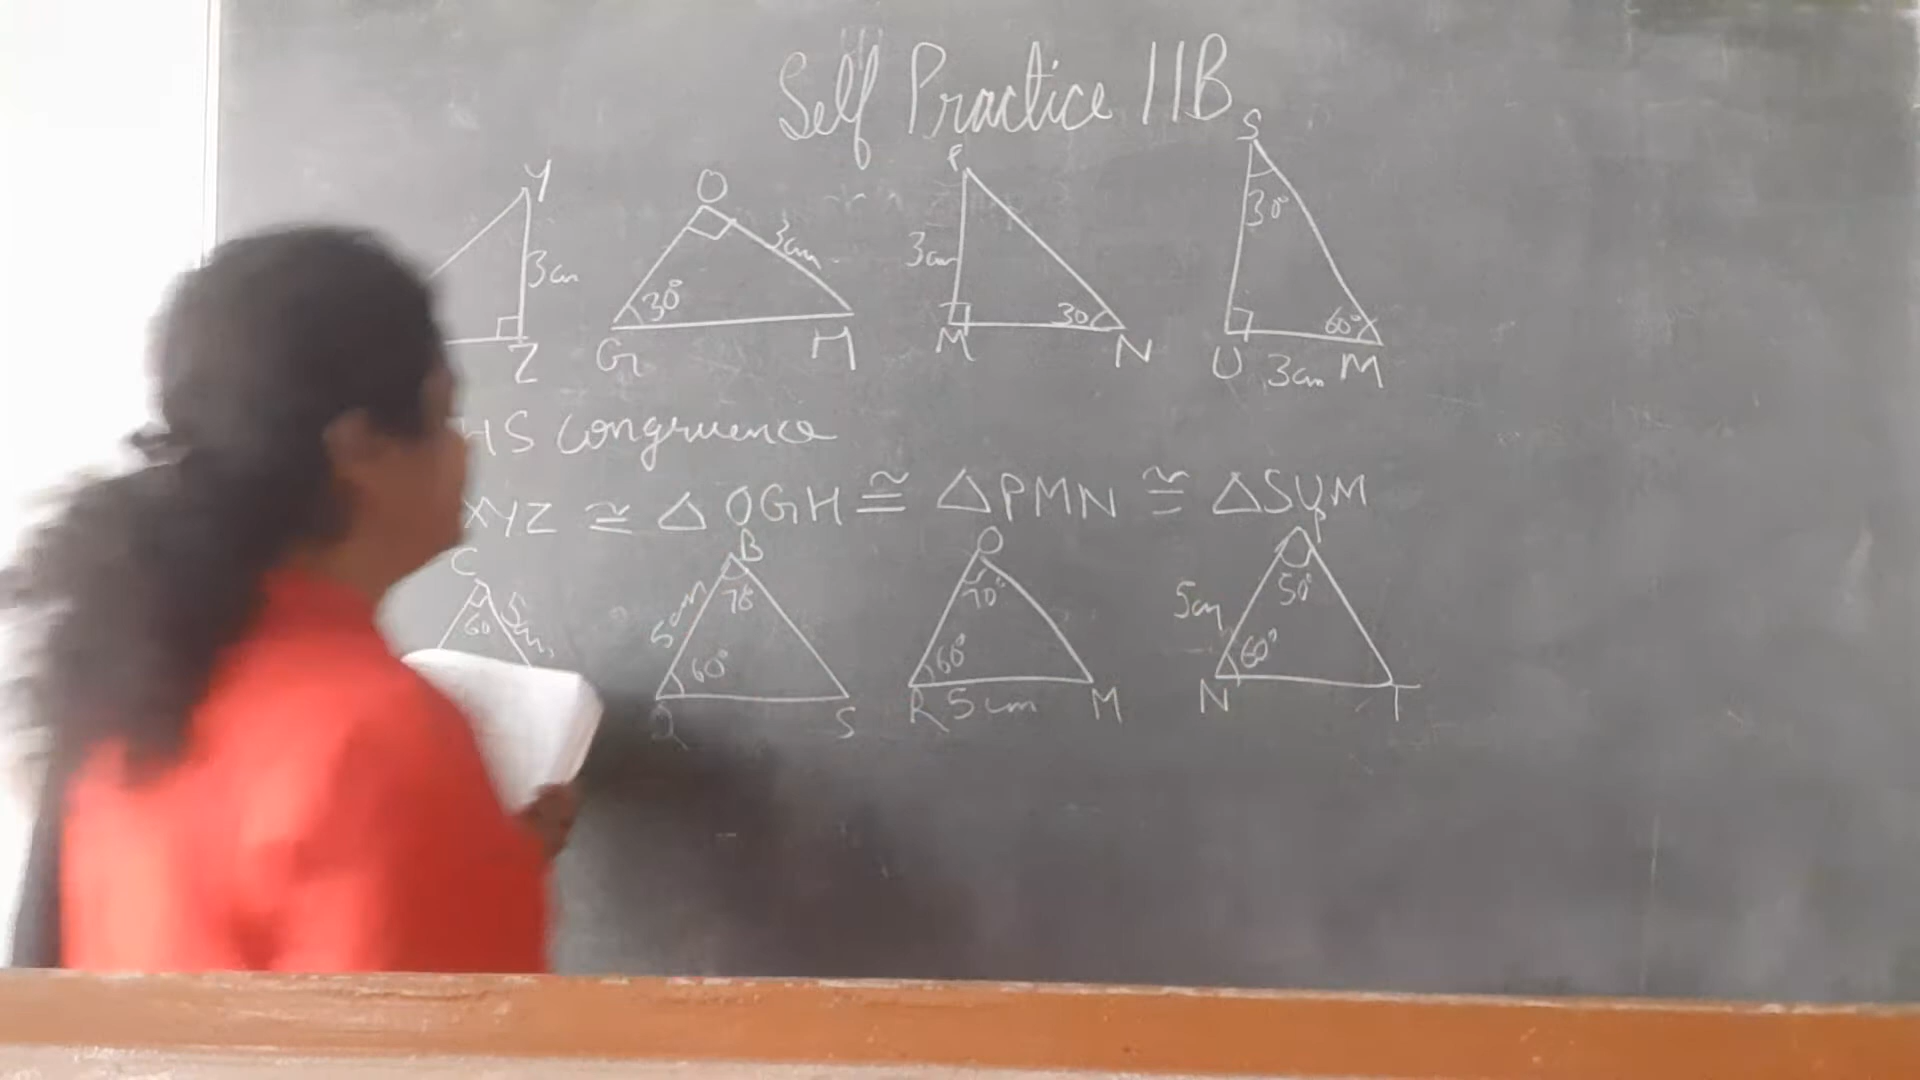 Self Practice 11B
Y O P S
3cm 3cm 3cm 30°
30° 30 60°
Z G H M N U 3cm M
HS congruence
XYZ ≅ △ OGH ≅ △PMN ≅ △SUM
C B O
60 5cm 5cm 70° 70° 5cm 50°
60° 60° 60°
Q S R 5cm M N T